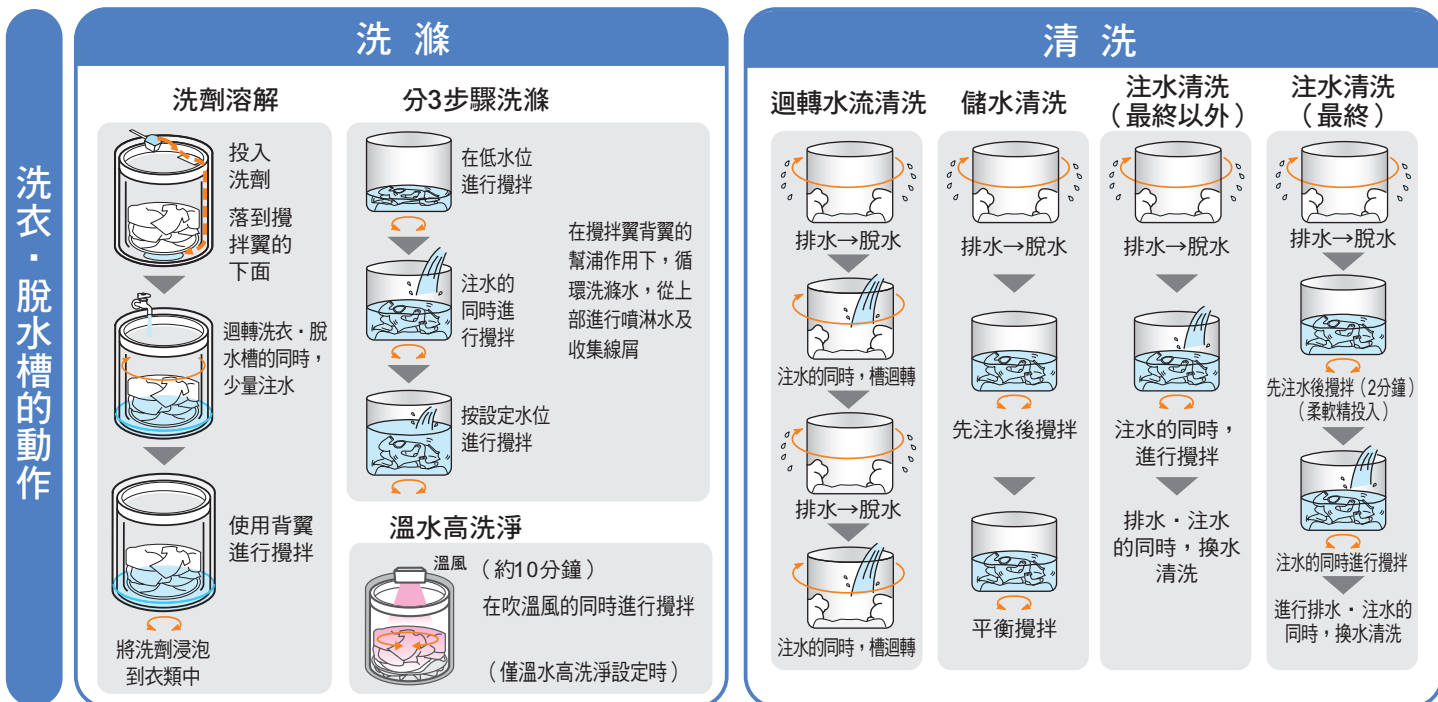 洗衣・脫水槽的動作
洗 滌
洗劑溶解
投入
洗劑
落到攪
拌翼的
下面
迴轉洗衣・脫
水槽的同時，
少量注水
使用背翼
進行攪拌
將洗劑浸泡
到衣類中
分3步驟洗滌
在低水位
進行攪拌
注水的
同時進
行攪拌
按設定水位
進行攪拌
在攪拌翼背翼的
幫浦作用下，循
環洗滌水，從上
部進行噴淋水及
收集線屑
溫水高洗淨
溫風
（約10分鐘）
在吹溫風的同時進行攪拌
（僅溫水高洗淨設定時）
清 洗
迴轉水流清洗
排水→脫水
注水的同時，槽迴轉
排水→脫水
注水的同時，槽迴轉
儲水清洗
排水→脫水
先注水後攪拌
平衡攪拌
注水清洗
（最終以外）
排水→脫水
注水的同時，
進行攪拌
排水・注水
的同時，換水
清洗
注水清洗
（最終）
排水→脫水
先注水後攪拌（2分鐘）
（柔軟精投入）
注水的同時進行攪拌
進行排水・注水的
同時，換水清洗